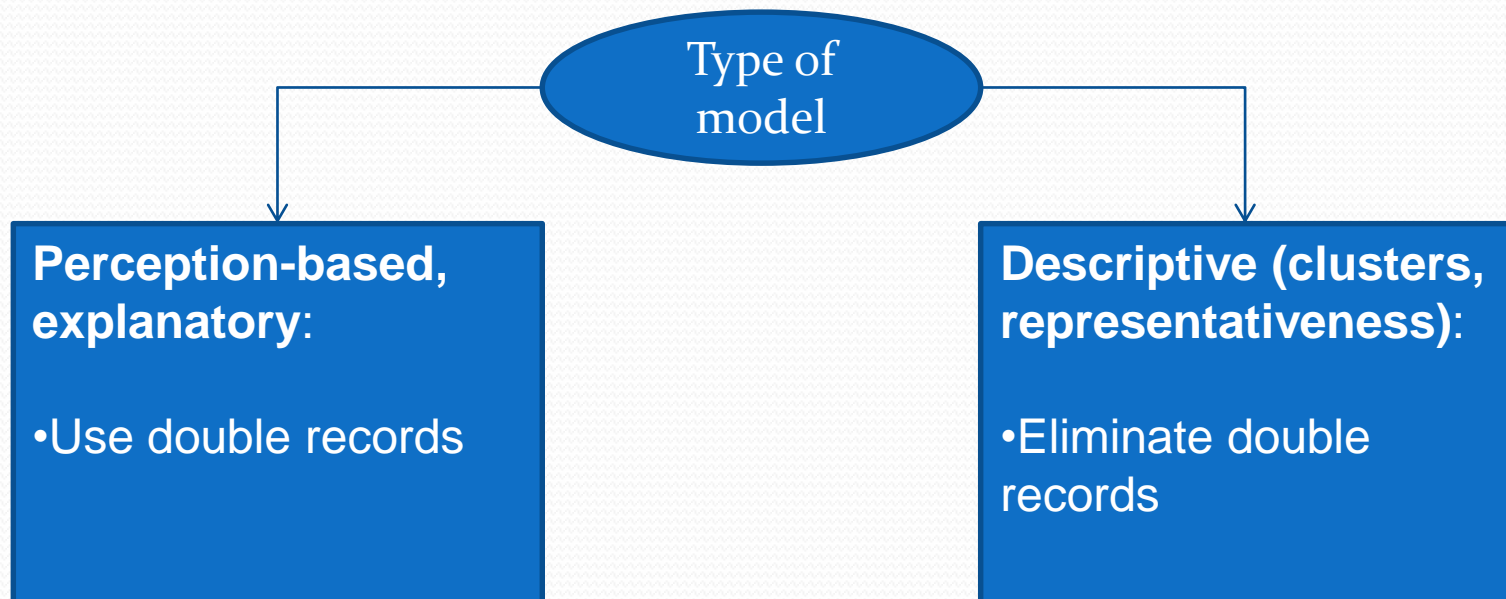 Type of
model
Perception-based,
explanatory:
•Use double records
Descriptive (clusters,
representativeness):
•Eliminate double
records